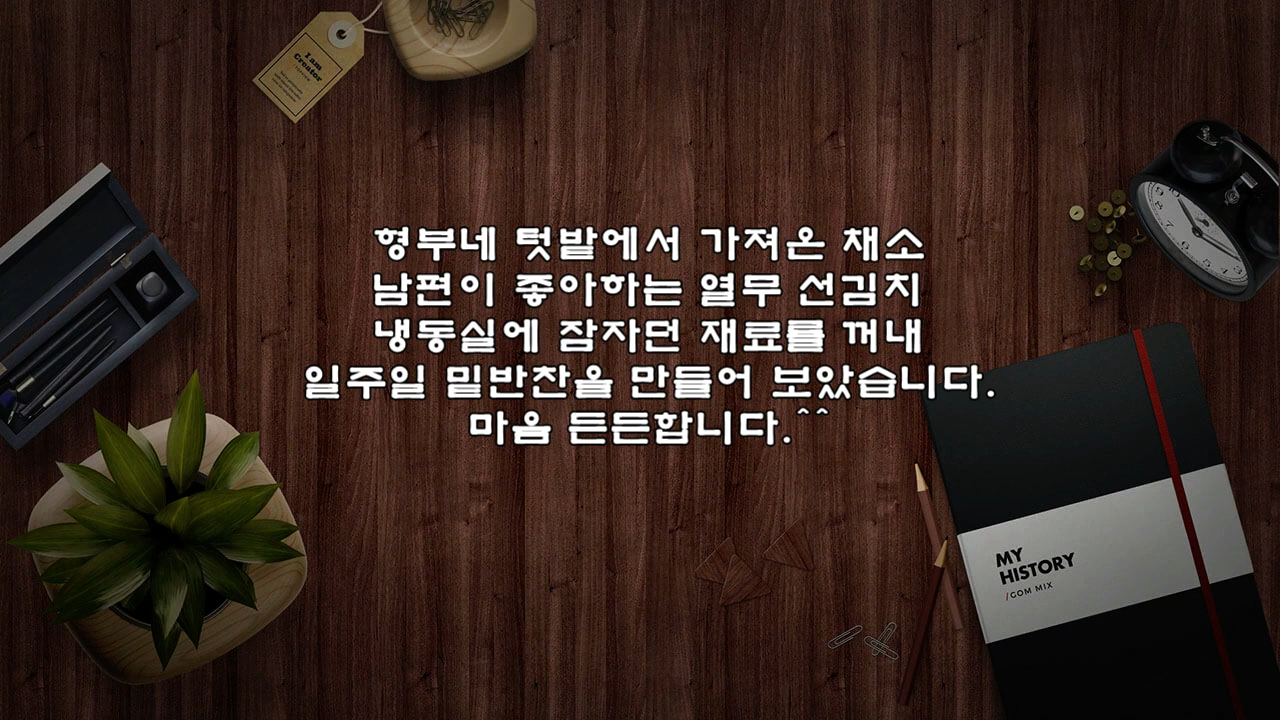 I am
Creator
형부네 텃밭에서 가져온 채소
남편이 좋아하는 열무 선김치
냉동실에 잠자던 재료를 꺼내
일주일 밑반찬을 만들어 보았습니다.
마음 든든합니다.^^
MY
HISTORY
/GOM MIX